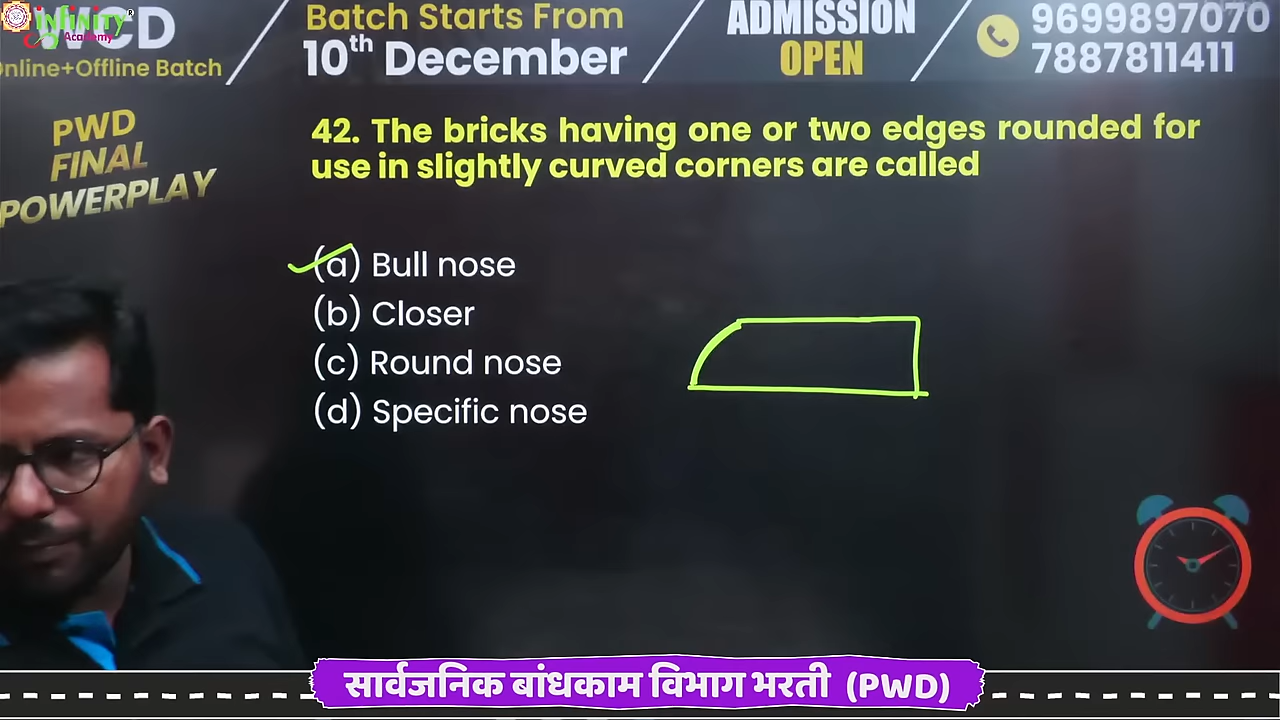 infinity
Academy
WCD
Online+Offline Batch
Batch Starts From
10th December
ADMISSION
OPEN
9699897070
7887811411
PWD
FINAL
POWERPLAY
42. The bricks having one or two edges rounded for
use in slightly curved corners are called
(a) Bull nose
(b) Closer
(c) Round nose
(d) Specific nose
सार्वजनिक बांधकाम विभाग भरती (PWD)